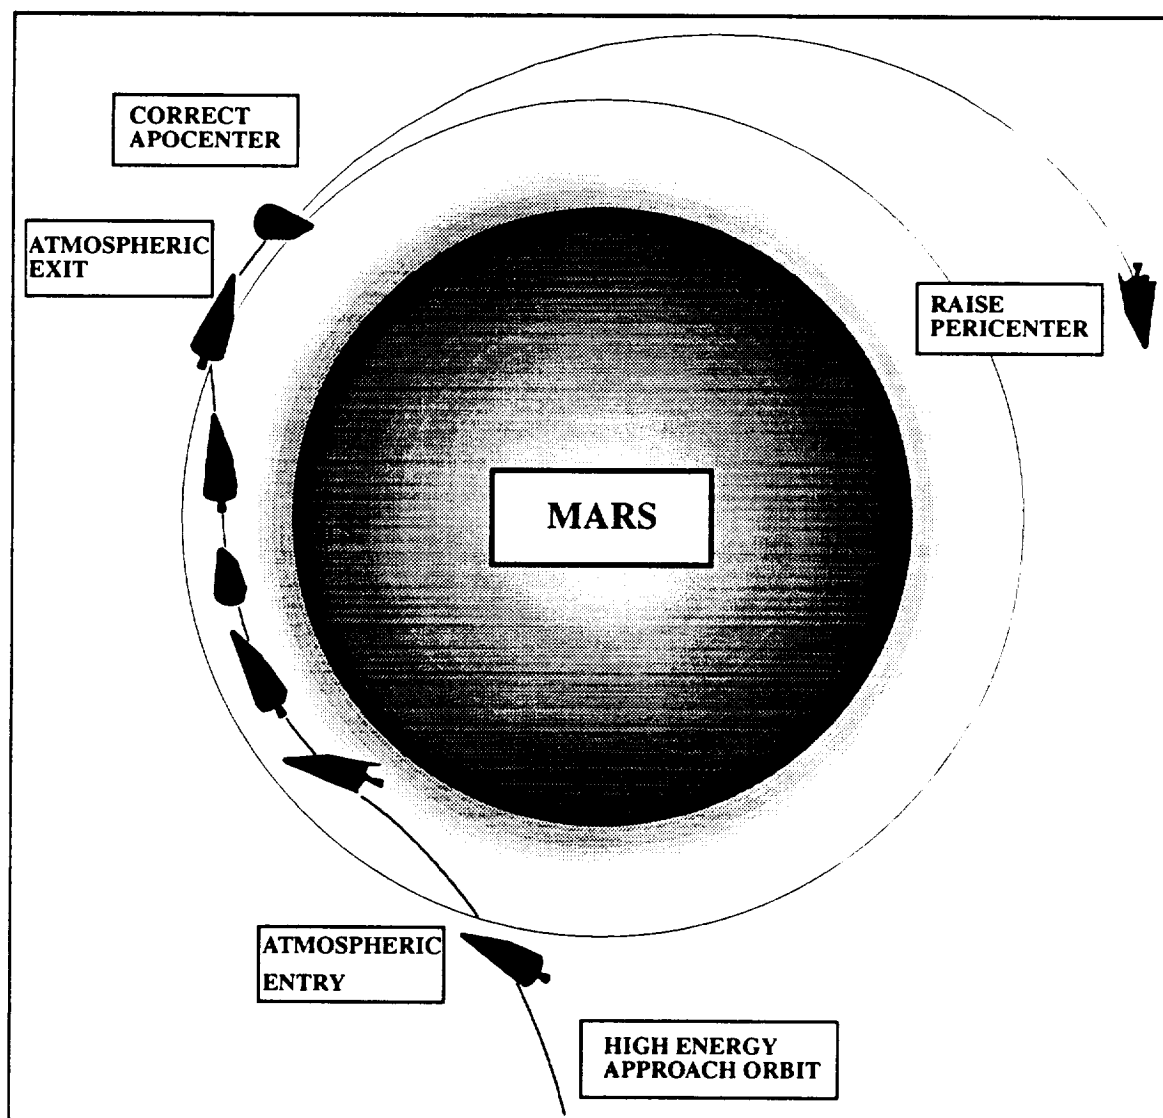 CORRECT
APOCENTER
ATMOSPHERIC
EXIT
RAISE
PERICENTER
MARS
ATMOSPHERIC
ENTRY
HIGH ENERGY
APPROACH ORBIT